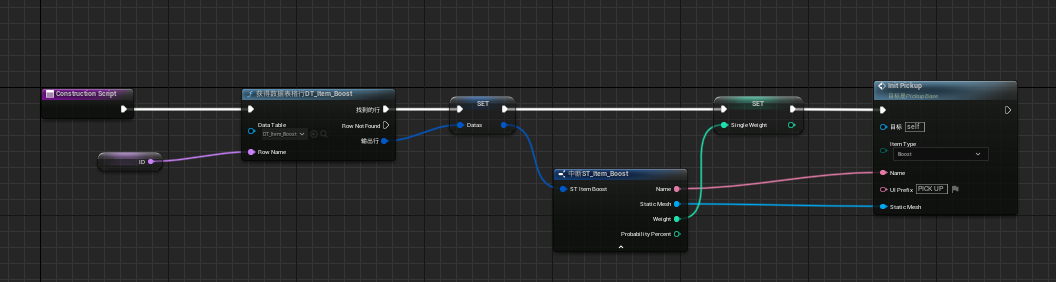 Construction Script
ID
获得数据表格行DT_Item_Boost
找到的行
Data Table
DT_Item_Boost
Row Not Found
输出行
Row Name
SET
Datas
中断ST_Item_Boost
ST Item Boost
Name
Static Mesh
Weight
Probability Percent
SET
Single Weight
Init Pickup
目标是Pickup Base
目标 self
Item Type
Boost
Name
UI Prefix PICK UP
Static Mesh